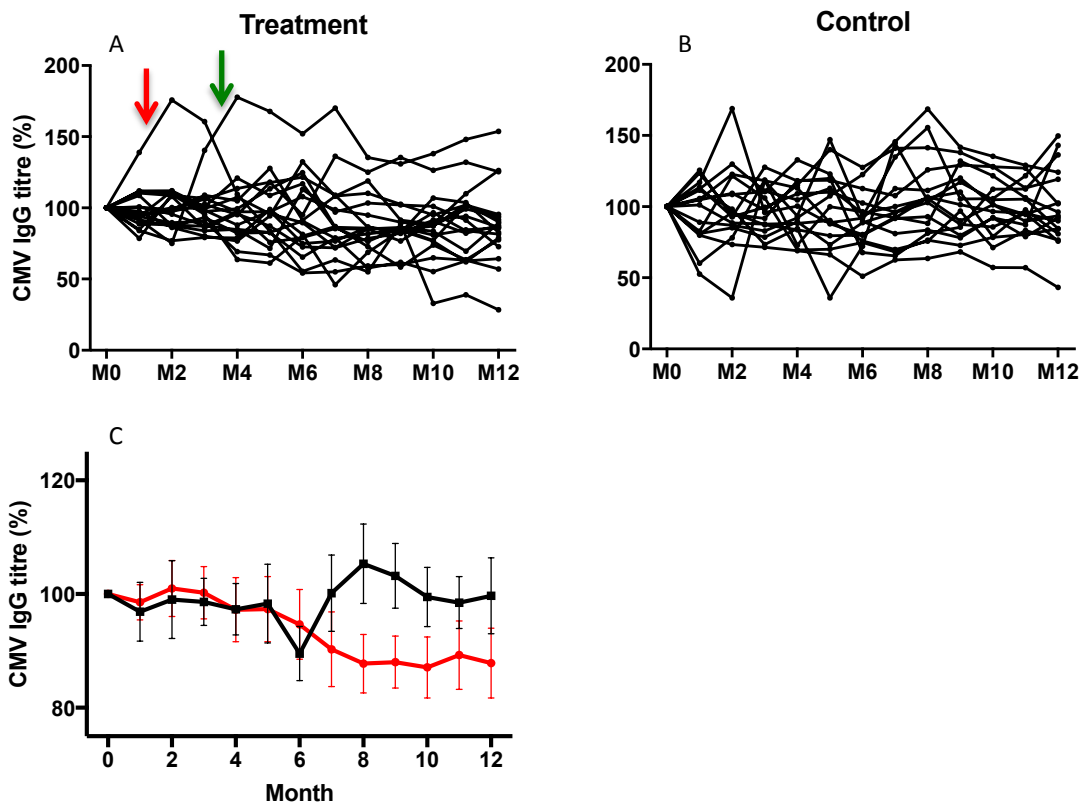 Treatment
A
CMV IgG titre (%)
200
150
100
50
0
M0 M2 M4 M6 M8 M10 M12
Control
B
200
150
100
50
0
M0 M2 M4 M6 M8 M10 M12
C
CMV IgG titre (%)
120
100
80
0 2 4 6 8 10 12
Month